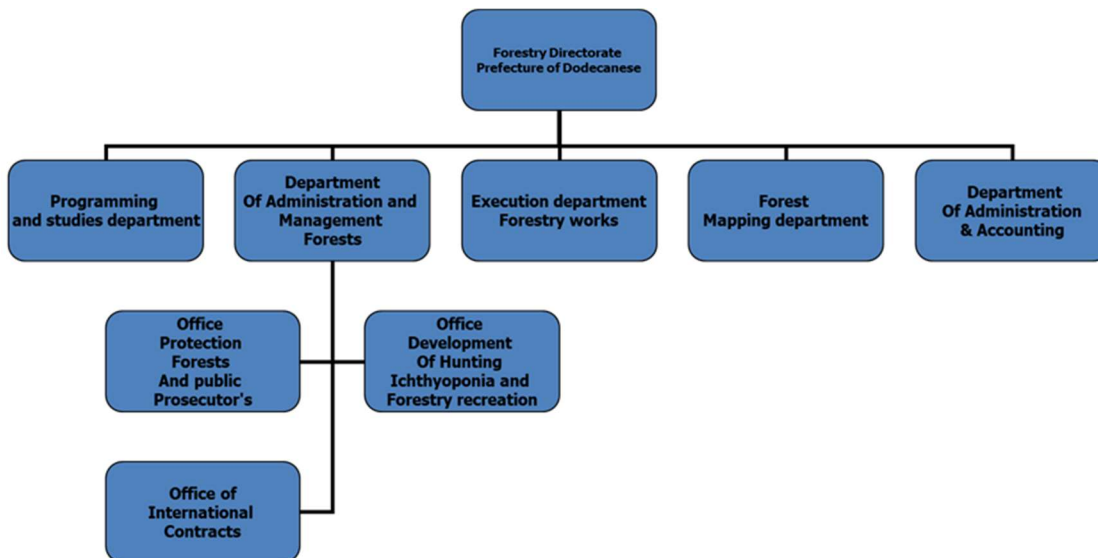 Forestry Directorate
Prefecture of Dodecanese
Programming
and studies department
Department
Of Administration and
Management
Forests
Execution department
Forestry works
Forest
Mapping department
Department
Of Administration
& Accounting
Office
Protection
Forests
And public
Prosecutor's
Office
Development
Of Hunting
Ichthyoponia and
Forestry recreation
Office of
International
Contracts